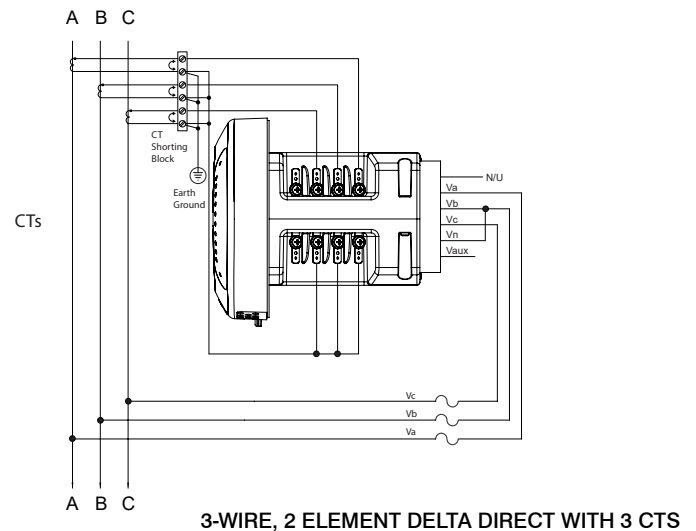 A B C
CT
Shorting
Block
Earth
Ground
CTs
N/U
Va
Vb
Vc
Vn
Vaux
Vc
Vb
Va
A B C
3-WIRE, 2 ELEMENT DELTA DIRECT WITH 3 CTS